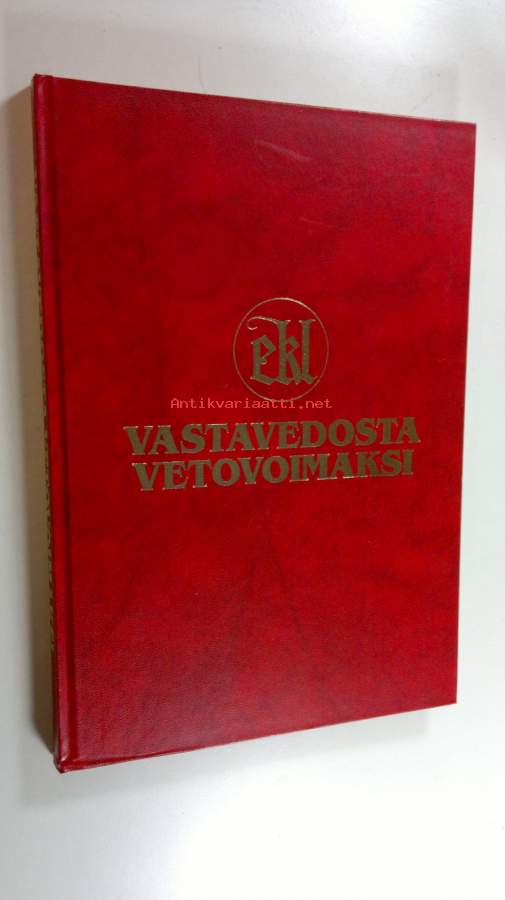 ekl
Antikvariaatti.net
VASTAVEDOSTA
VETOVOIMAKSI